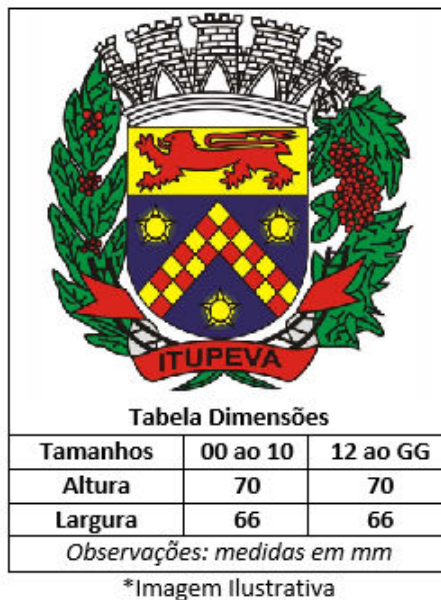 ITUPEVA
Tabela Dimensões
Tamanhos 00 ao 10 12 ao GG
Altura 70 70
Largura 66 66
Observações: medidas em mm
*Imagem Ilustrativa